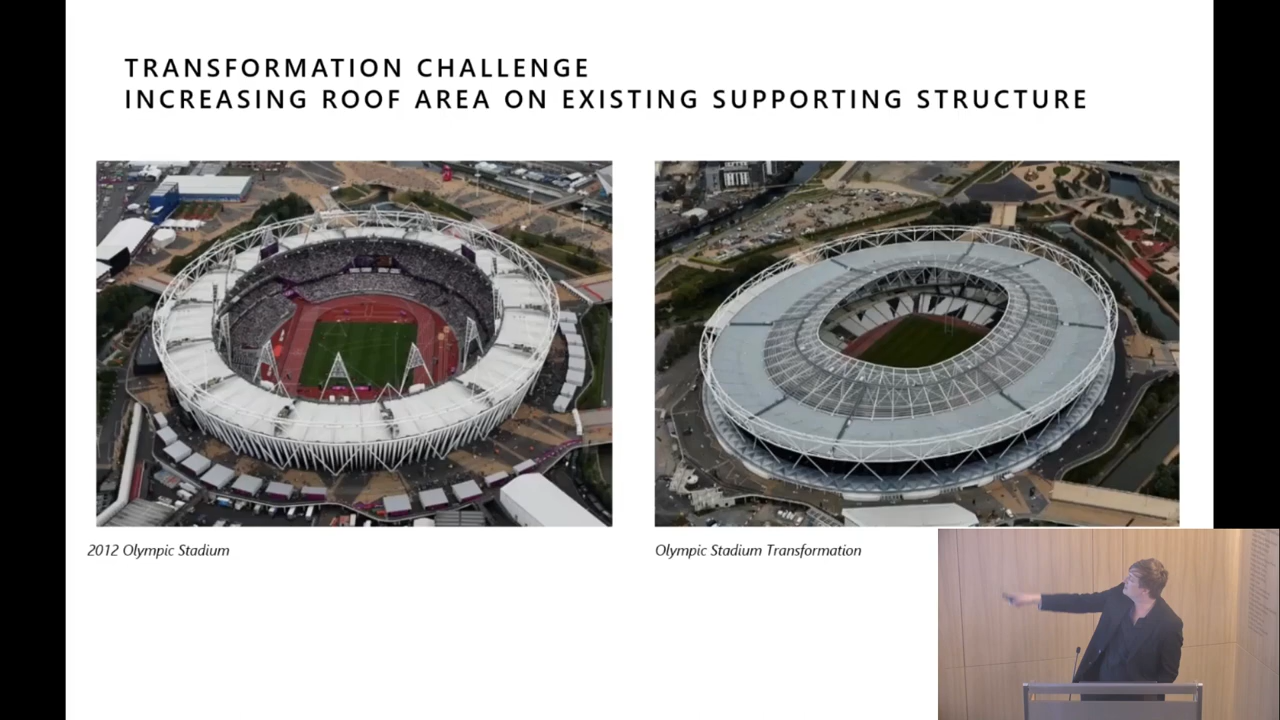 TRANSFORMATION CHALLENGE
INCREASING ROOF AREA ON EXISTING SUPPORTING STRUCTURE
2012 Olympic Stadium
Olympic Stadium Transformation